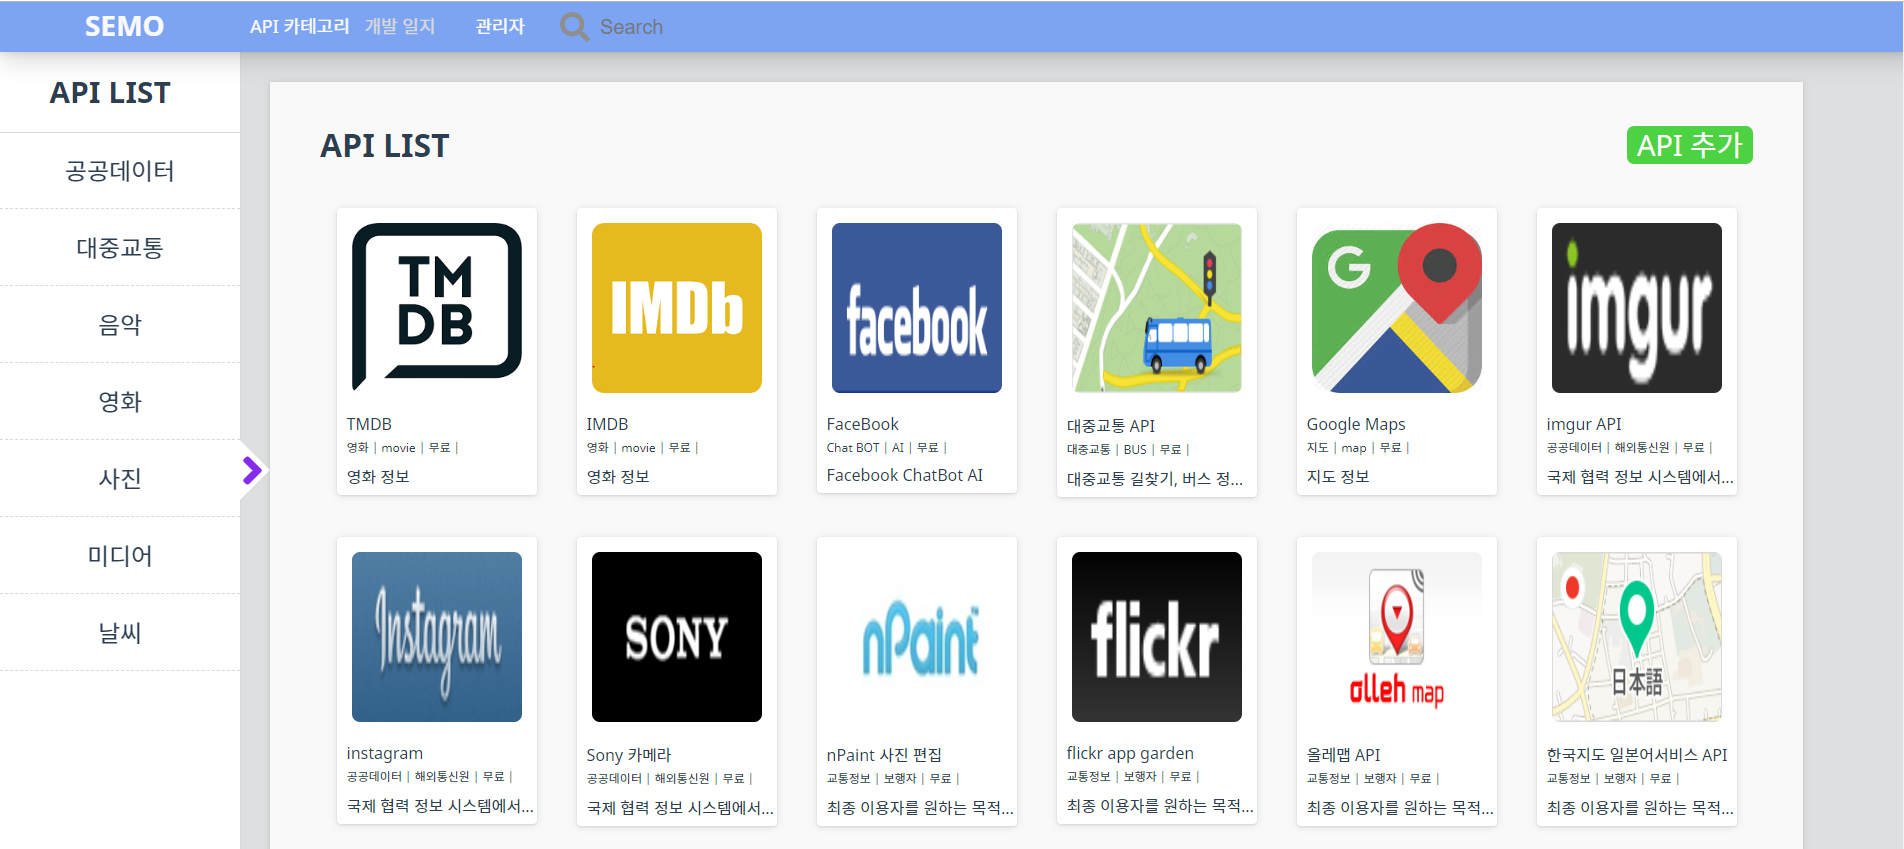 SEMO
API 카테고리 개발 일지 관리자 Search
API LIST
공공데이터
대중교통
음악
영화
사진
미디어
날씨
API LIST
API 추가
TM
DB
TMDB
영화 | movie | 무료 |
영화 정보
IMDb
IMDB
영화 | movie | 무료 |
영화 정보
facebook
FaceBook
Chat BOT | AI | 무료 |
Facebook ChatBot AI
대중교통 API
대중교통 | BUS | 무료 |
대중교통 길찾기, 버스 정...
G
Google Maps
지도 | map | 무료 |
지도 정보
imgur
imgur API
공공데이터 | 해외통신원 | 무료 |
국제 협력 정보 시스템에서...
Instagram
instagram
공공데이터 | 해외통신원 | 무료 |
국제 협력 정보 시스템에서...
SONY
Sony 카메라
공공데이터 | 해외통신원 | 무료 |
국제 협력 정보 시스템에서...
nPaint™
nPaint 사진 편집
교통정보 | 보행자 | 무료 |
최종 이용자를 원하는 목적...
flickr
flickr app garden
교통정보 | 보행자 | 무료 |
최종 이용자를 원하는 목적...
olleh map
올레맵 API
교통정보 | 보행자 | 무료 |
최종 이용자를 원하는 목적...
日本語
한국지도 일본어서비스 API
교통정보 | 보행자 | 무료 |
최종 이용자를 원하는 목적...